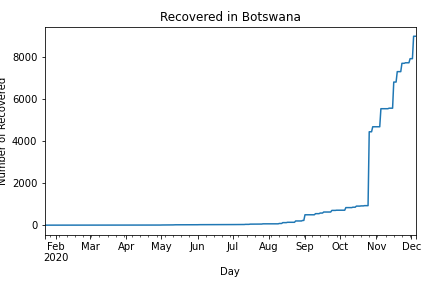 Recovered in Botswana
Number of Recovered
8000
6000
4000
2000
0
Feb Mar Apr May Jun Jul Aug Sep Oct Nov Dec
2020
Day